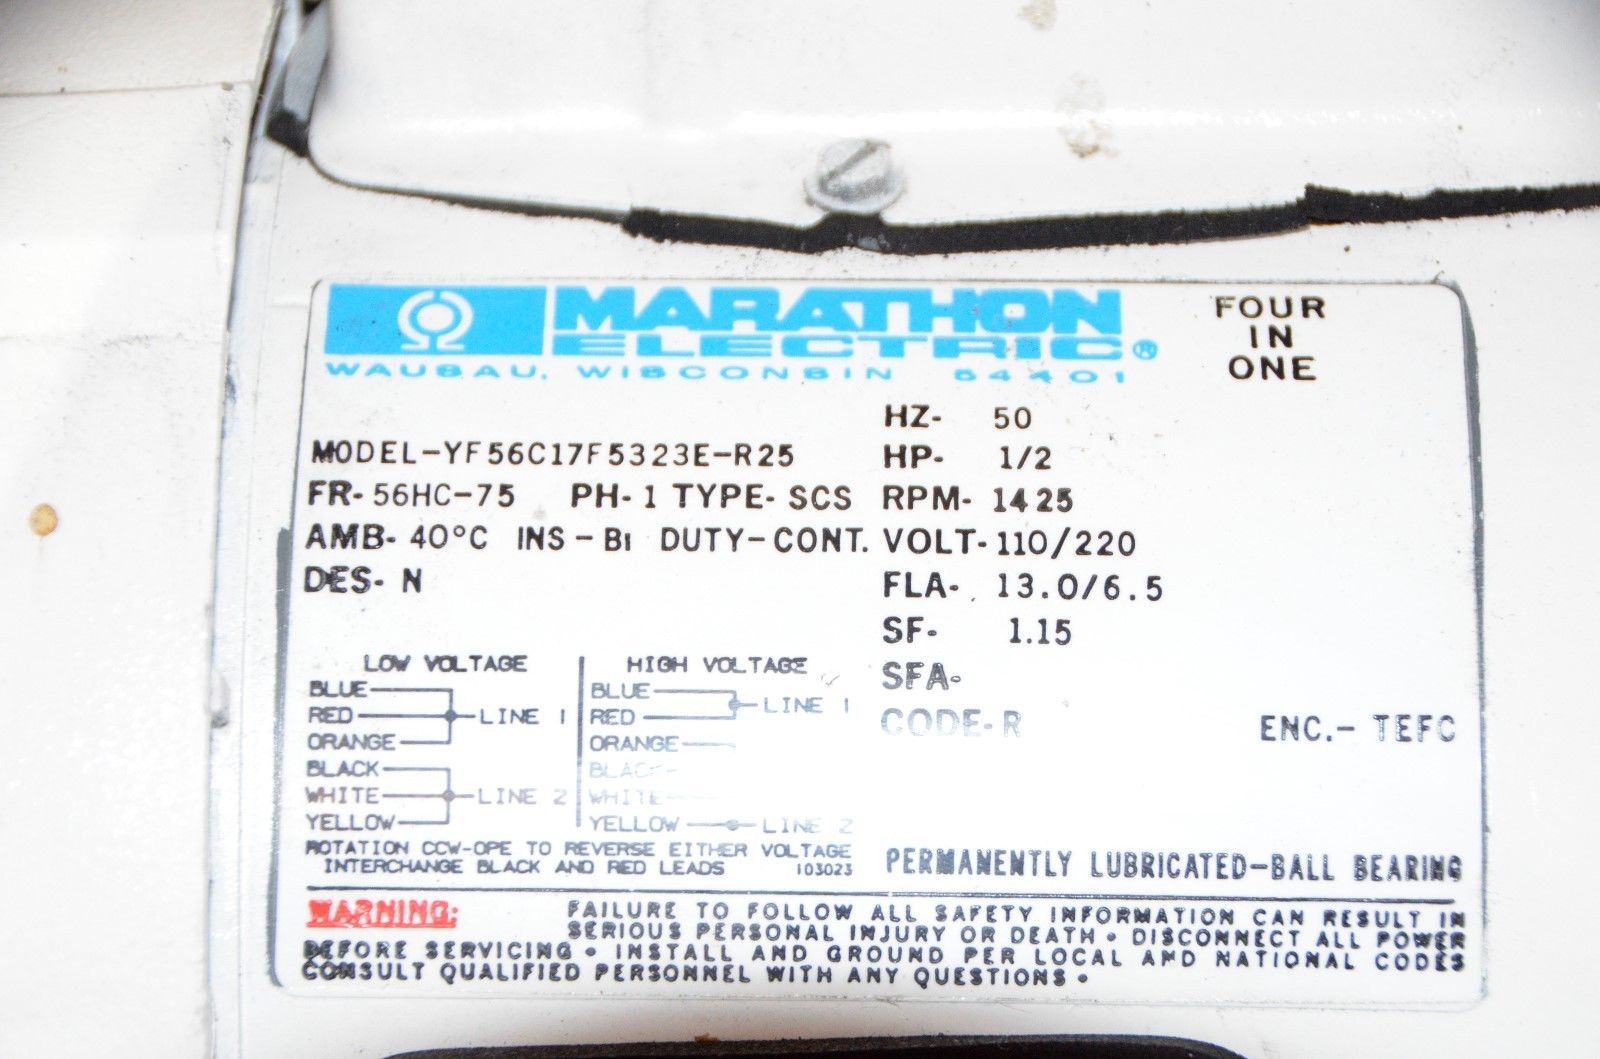 MARATHON
ELECTRIC®
WAUSAU, WISCONSIN 54401
FOUR
IN
ONE
HZ- 50
MODEL-YF56C17F5323E-R25 HP- 1/2
FR- 56HC-75 PH- 1 TYPE- SCS RPM- 1425
AMB- 40°C INS-B1 DUTY-CONT. VOLT- 110/220
DES- N FLA- 13.0/6.5
SF- 1.15
SFA-
CODE-R ENC.- TEFC
LOW VOLTAGE
BLUE
RED LINE 1
ORANGE
BLACK
WHITE LINE 2
YELLOW
HIGH VOLTAGE
BLUE
RED LINE 1
ORANGE
BLACK
WHITE
YELLOW LINE 2
ROTATION CCW-OPE TO REVERSE EITHER VOLTAGE
INTERCHANGE BLACK AND RED LEADS 103023
PERMANENTLY LUBRICATED-BALL BEARING
WARNING: FAILURE TO FOLLOW ALL SAFETY INFORMATION CAN RESULT IN
SERIOUS PERSONAL INJURY OR DEATH • DISCONNECT ALL POWER
BEFORE SERVICING • INSTALL AND GROUND PER LOCAL AND NATIONAL CODES
CONSULT QUALIFIED PERSONNEL WITH ANY QUESTIONS •